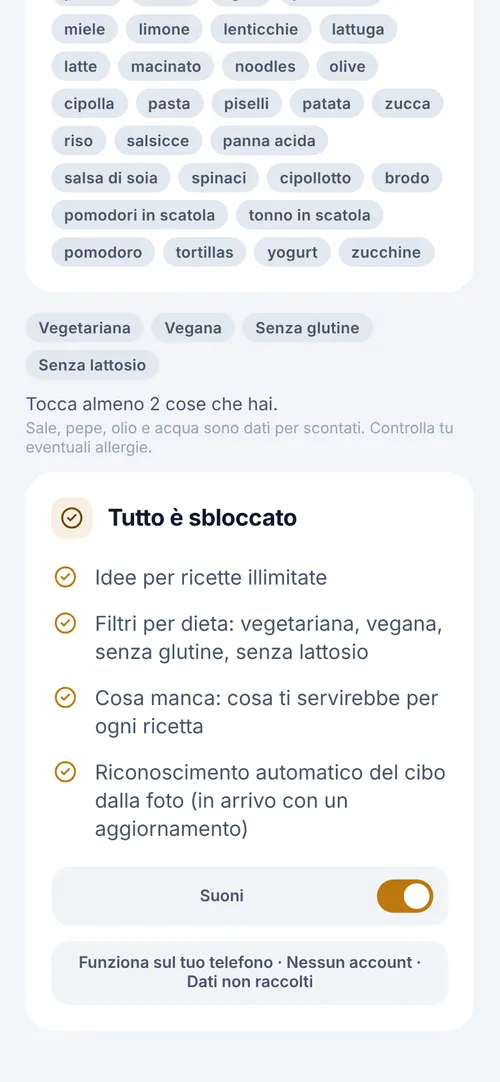 miele limone lenticchie lattuga
latte macinato noodles olive
cipolla pasta piselli patata zucca
riso salsicce panna acida
salsa di soia spinaci cipollotto brodo
pomodori in scatola tonno in scatola
pomodoro tortillas yogurt zucchine
Vegetariana Vegana Senza glutine
Senza lattosio
Tocca almeno 2 cose che hai.
Sale, pepe, olio e acqua sono dati per scontati. Controlla tu
eventuali allergie.
Tutto è sbloccato
Idee per ricette illimitate
Filtri per dieta: vegetariana, vegana,
senza glutine, senza lattosio
Cosa manca: cosa ti servirebbe per
ogni ricetta
Riconoscimento automatico del cibo
dalla foto (in arrivo con un
aggiornamento)
Suoni
Funziona sul tuo telefono · Nessun account ·
Dati non raccolti